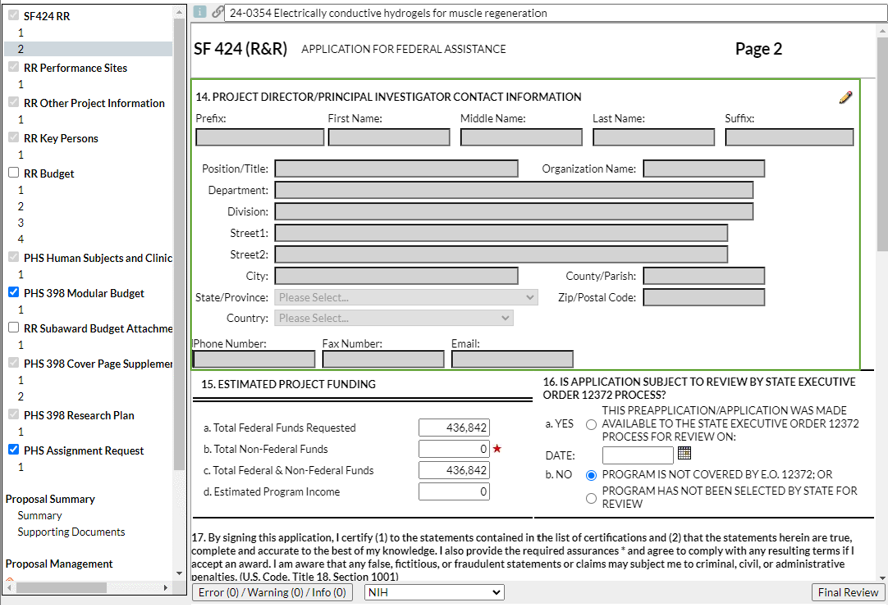 SF424 RR
1
2
RR Performance Sites
1
RR Other Project Information
1
RR Key Persons
1
RR Budget
1
2
3
4
PHS Human Subjects and Clinic
1
PHS 398 Modular Budget
1
RR Subaward Budget Attachme
1
PHS 398 Cover Page Supplemen
1
2
PHS 398 Research Plan
1
PHS Assignment Request
1
Proposal Summary
Summary
Supporting Documents
Proposal Management
24-0354 Electrically conductive hydrogels for muscle regeneration
SF 424 (R&R) APPLICATION FOR FEDERAL ASSISTANCE Page 2
14. PROJECT DIRECTOR/PRINCIPAL INVESTIGATOR CONTACT INFORMATION
Prefix: First Name: Middle Name: Last Name: Suffix:
Position/Title: Organization Name:
Department:
Division:
Street1:
Street2:
City: County/Parish:
State/Province: Please Select... Zip/Postal Code:
Country: Please Select...
Phone Number: Fax Number: Email:
15. ESTIMATED PROJECT FUNDING
a. Total Federal Funds Requested 436,842
b. Total Non-Federal Funds 0 ★
c. Total Federal & Non-Federal Funds 436,842
d. Estimated Program Income 0
16. IS APPLICATION SUBJECT TO REVIEW BY STATE EXECUTIVE
ORDER 12372 PROCESS?
THIS PREAPPLICATION/APPLICATION WAS MADE
a. YES AVAILABLE TO THE STATE EXECUTIVE ORDER 12372
PROCESS FOR REVIEW ON:
DATE:
b. NO PROGRAM IS NOT COVERED BY E.O. 12372; OR
PROGRAM HAS NOT BEEN SELECTED BY STATE FOR
REVIEW
17. By signing this application, I certify (1) to the statements contained in the list of certifications and (2) that the statements herein are true,
complete and accurate to the best of my knowledge. I also provide the required assurances * and agree to comply with any resulting terms if I
accept an award. I am aware that any false, fictitious, or fraudulent statements or claims may subject me to criminal, civil, or administrative
penalties. (U.S. Code, Title 18, Section 1001)
Error (0) / Warning (0) / Info (0) NIH Final Review